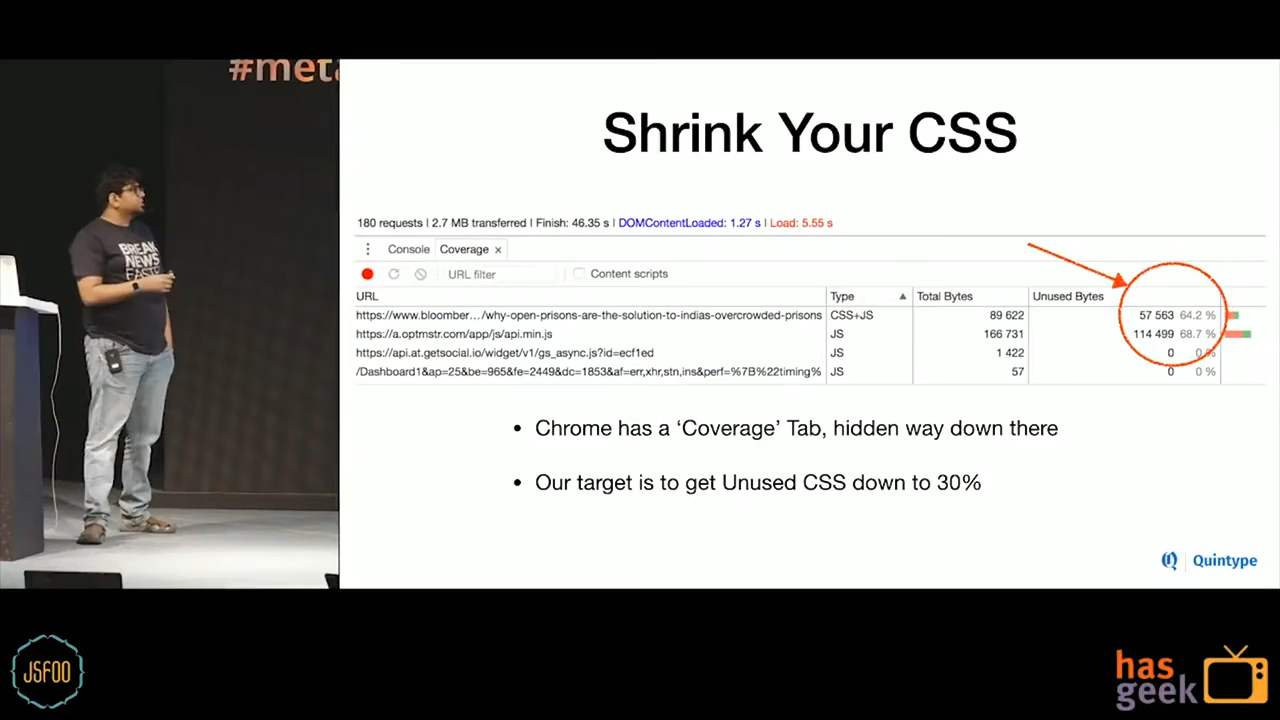 #meta
BREAK
NEWS
FASTER
Shrink Your CSS
180 requests | 2.7 MB transferred | Finish: 46.35 s | DOMContentLoaded: 1.27 s | Load: 5.55 s
Console Coverage ×
URL filter Content scripts
URL Type Total Bytes Unused Bytes
https://www.bloomber…/why-open-prisons-are-the-solution-to-indias-overcrowded-prisons CSS+JS 89 622 57 563 64.2 %
https://a.optmstr.com/app/js/api.min.js JS 166 731 114 499 68.7 %
https://api.at.getsocial.io/widget/v1/gs_async.js?id=ecf1ed JS 1 422 0 0 %
/Dashboard1&ap=25&be=965&fe=2449&dc=1853&af=err,xhr,stn,ins&perf=%7B%22timing% JS 57 0 0 %
• Chrome has a ‘Coverage’ Tab, hidden way down there
• Our target is to get Unused CSS down to 30%
Quintype
JSFOO
has
geek